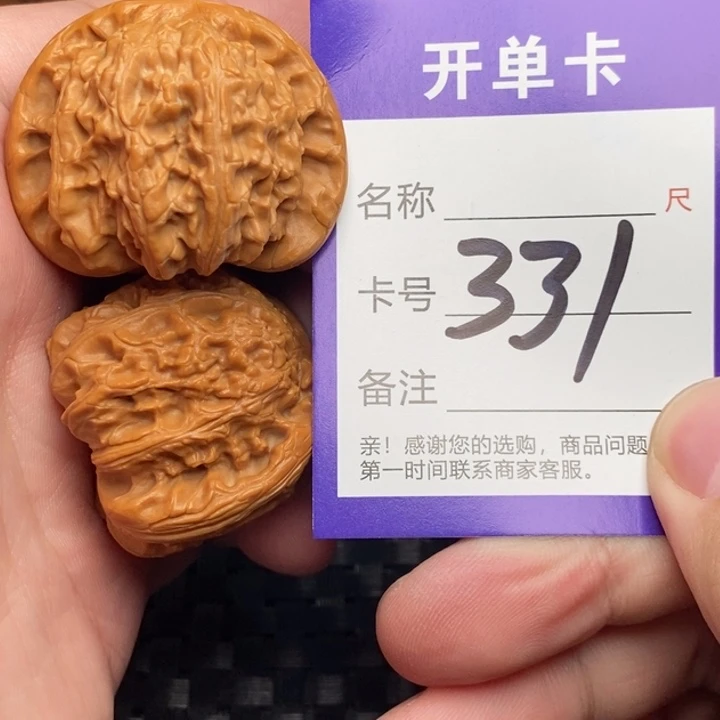 开单卡
名称 尺
卡号 331
备注
亲！感谢您的选购，商品问题
第一时间联系商家客服。